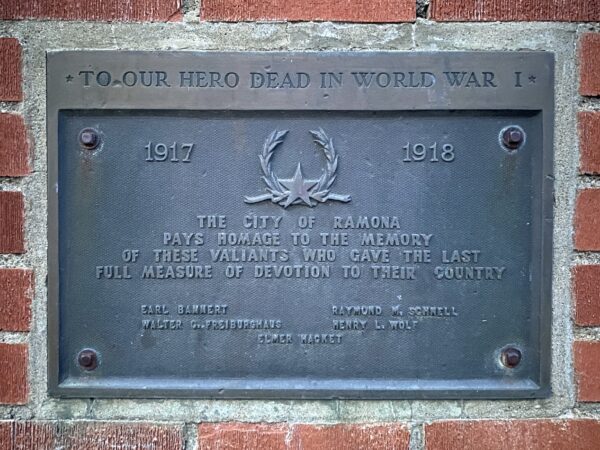 ★ TO OUR HERO DEAD IN WORLD WAR I ★
1917 1918
THE CITY OF RAMONA
PAYS HOMAGE TO THE MEMORY
OF THESE VALIANTS WHO GAVE THE LAST
FULL MEASURE OF DEVOTION TO THEIR COUNTRY
EARL BAMMERT RAYMOND M. SCHNELL
WALTER C. FREIBURGHAUS HENRY L. WOLF
ELMER WACKET